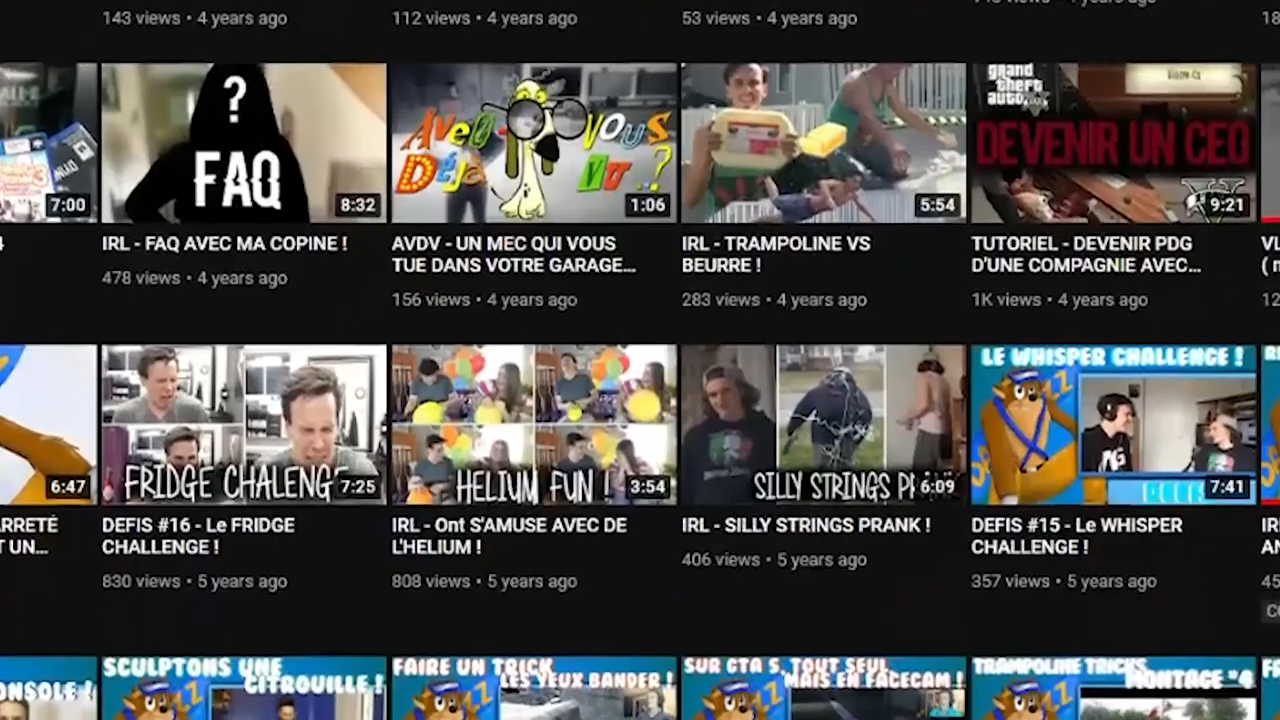 143 views • 4 years ago
112 views • 4 years ago
53 views • 4 years ago
7:00
?
FAQ
8:32
AVEZ-VOUS
DÉJÀ VU ..?
1:06
5:54
grand
theft
auto
DEVENIR UN CEO
9:21
IRL - FAQ AVEC MA COPINE !
478 views • 4 years ago
AVDV - UN MEC QUI VOUS
TUE DANS VOTRE GARAGE...
156 views • 4 years ago
IRL - TRAMPOLINE VS
BEURRE !
283 views • 4 years ago
TUTORIEL - DEVENIR PDG
D'UNE COMPAGNIE AVEC...
1K views • 4 years ago
6:47
FRIDGE CHALENGE
7:25
HELIUM FUN !
3:54
SILLY STRINGS
6:09
LE WHISPER CHALLENGE !
7:41
ARRETÉ
DEFIS #16 - Le FRIDGE
CHALLENGE !
830 views • 5 years ago
IRL - Ont S'AMUSE AVEC DE
L'HELIUM !
808 views • 5 years ago
IRL - SILLY STRINGS PRANK !
406 views • 5 years ago
DEFIS #15 - Le WHISPER
CHALLENGE !
357 views • 5 years ago
SCULPTONS UNE
CITROUILLE !
FAIRE UN TRICK
LES YEUX BANDER !
SUR GTA 5, TOUT SEUL
MAIS EN FACECAM !
TRAMPOLINE TRICKS
MONTAGE #4